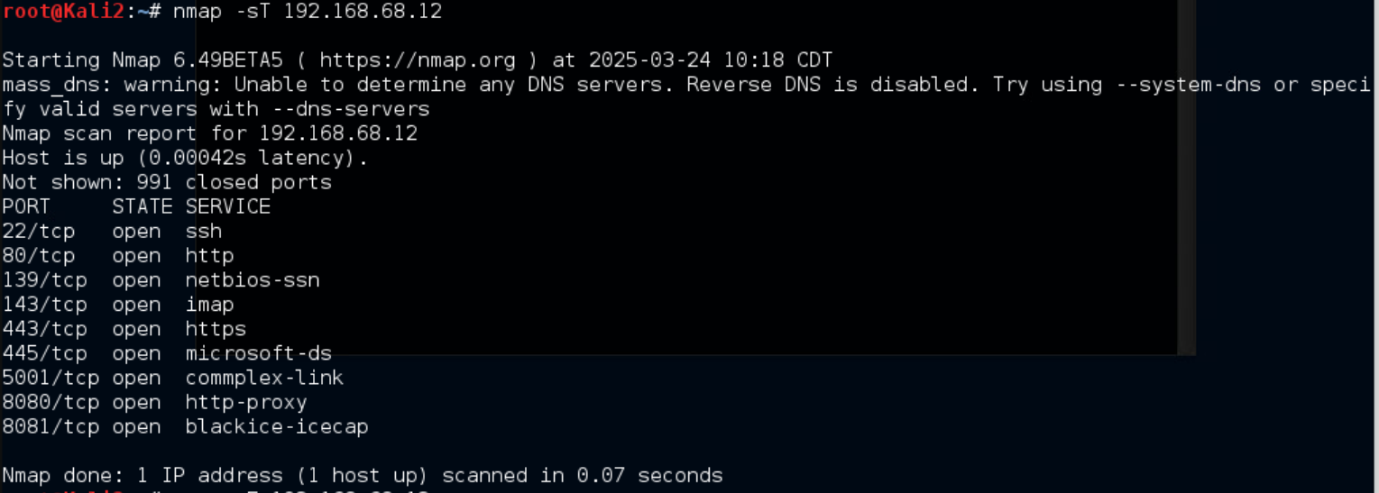 root@Kali2:~# nmap -sT 192.168.68.12
Starting Nmap 6.49BETA5 ( https://nmap.org ) at 2025-03-24 10:18 CDT
mass_dns: warning: Unable to determine any DNS servers. Reverse DNS is disabled. Try using --system-dns or speci
fy valid servers with --dns-servers
Nmap scan report for 192.168.68.12
Host is up (0.00042s latency).
Not shown: 991 closed ports
PORT     STATE SERVICE
22/tcp   open  ssh
80/tcp   open  http
139/tcp  open  netbios-ssn
143/tcp  open  imap
443/tcp  open  https
445/tcp  open  microsoft-ds
5001/tcp open  commplex-link
8080/tcp open  http-proxy
8081/tcp open  blackice-icecap
Nmap done: 1 IP address (1 host up) scanned in 0.07 seconds